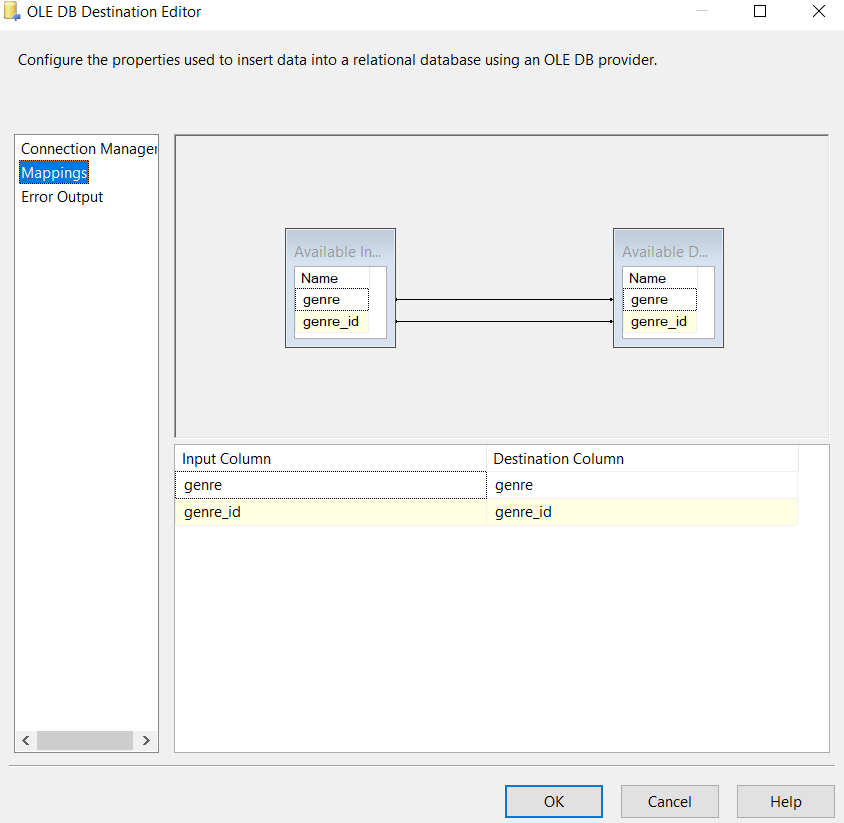 OLE DB Destination Editor
Configure the properties used to insert data into a relational database using an OLE DB provider.
Connection Manager
Mappings
Error Output
Available In...
Name
genre
genre_id
Available D...
Name
genre
genre_id
Input Column Destination Column
genre genre
genre_id genre_id
OK Cancel Help